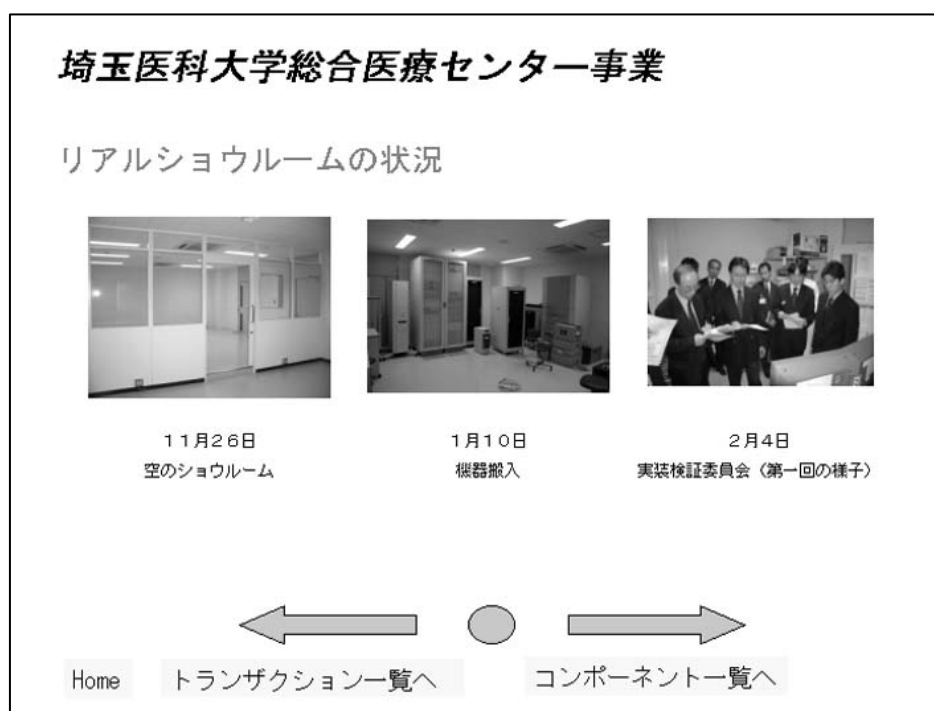 埼玉医科大学総合医療センター事業
リアルショウルームの状況
11月26日
空のショウルーム
1月10日
機器搬入
2月4日
実装検証委員会（第一回の様子）
Home
トランザクション一覧へ
コンポーネント一覧へ